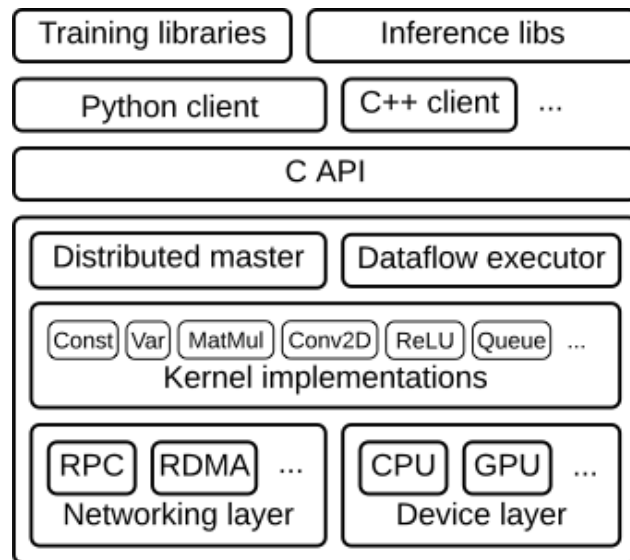 Training libraries Inference libs
Python client C++ client ...
C API
Distributed master Dataflow executor
Const Var MatMul Conv2D ReLU Queue ...
Kernel implementations
RPC RDMA ... CPU GPU ...
Networking layer Device layer